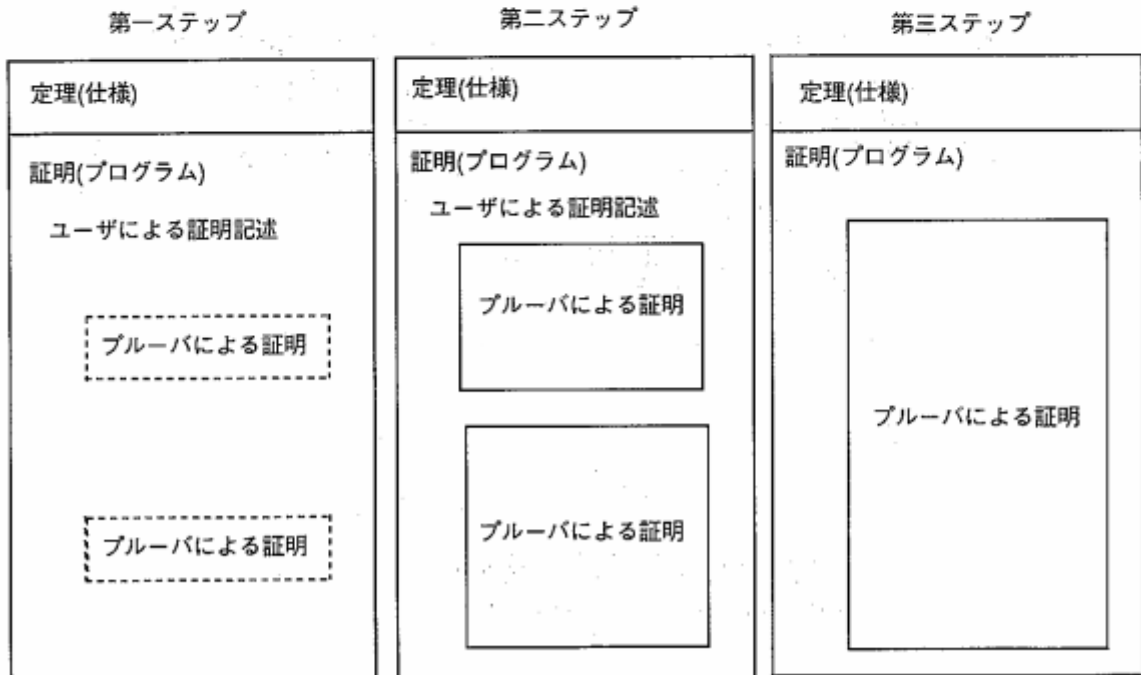 第一ステップ
定理(仕様)
証明(プログラム)
ユーザによる証明記述
プルーバによる証明
プルーバによる証明
第二ステップ
定理(仕様)
証明(プログラム)
ユーザによる証明記述
プルーバによる証明
プルーバによる証明
第三ステップ
定理(仕様)
証明(プログラム)
プルーバによる証明